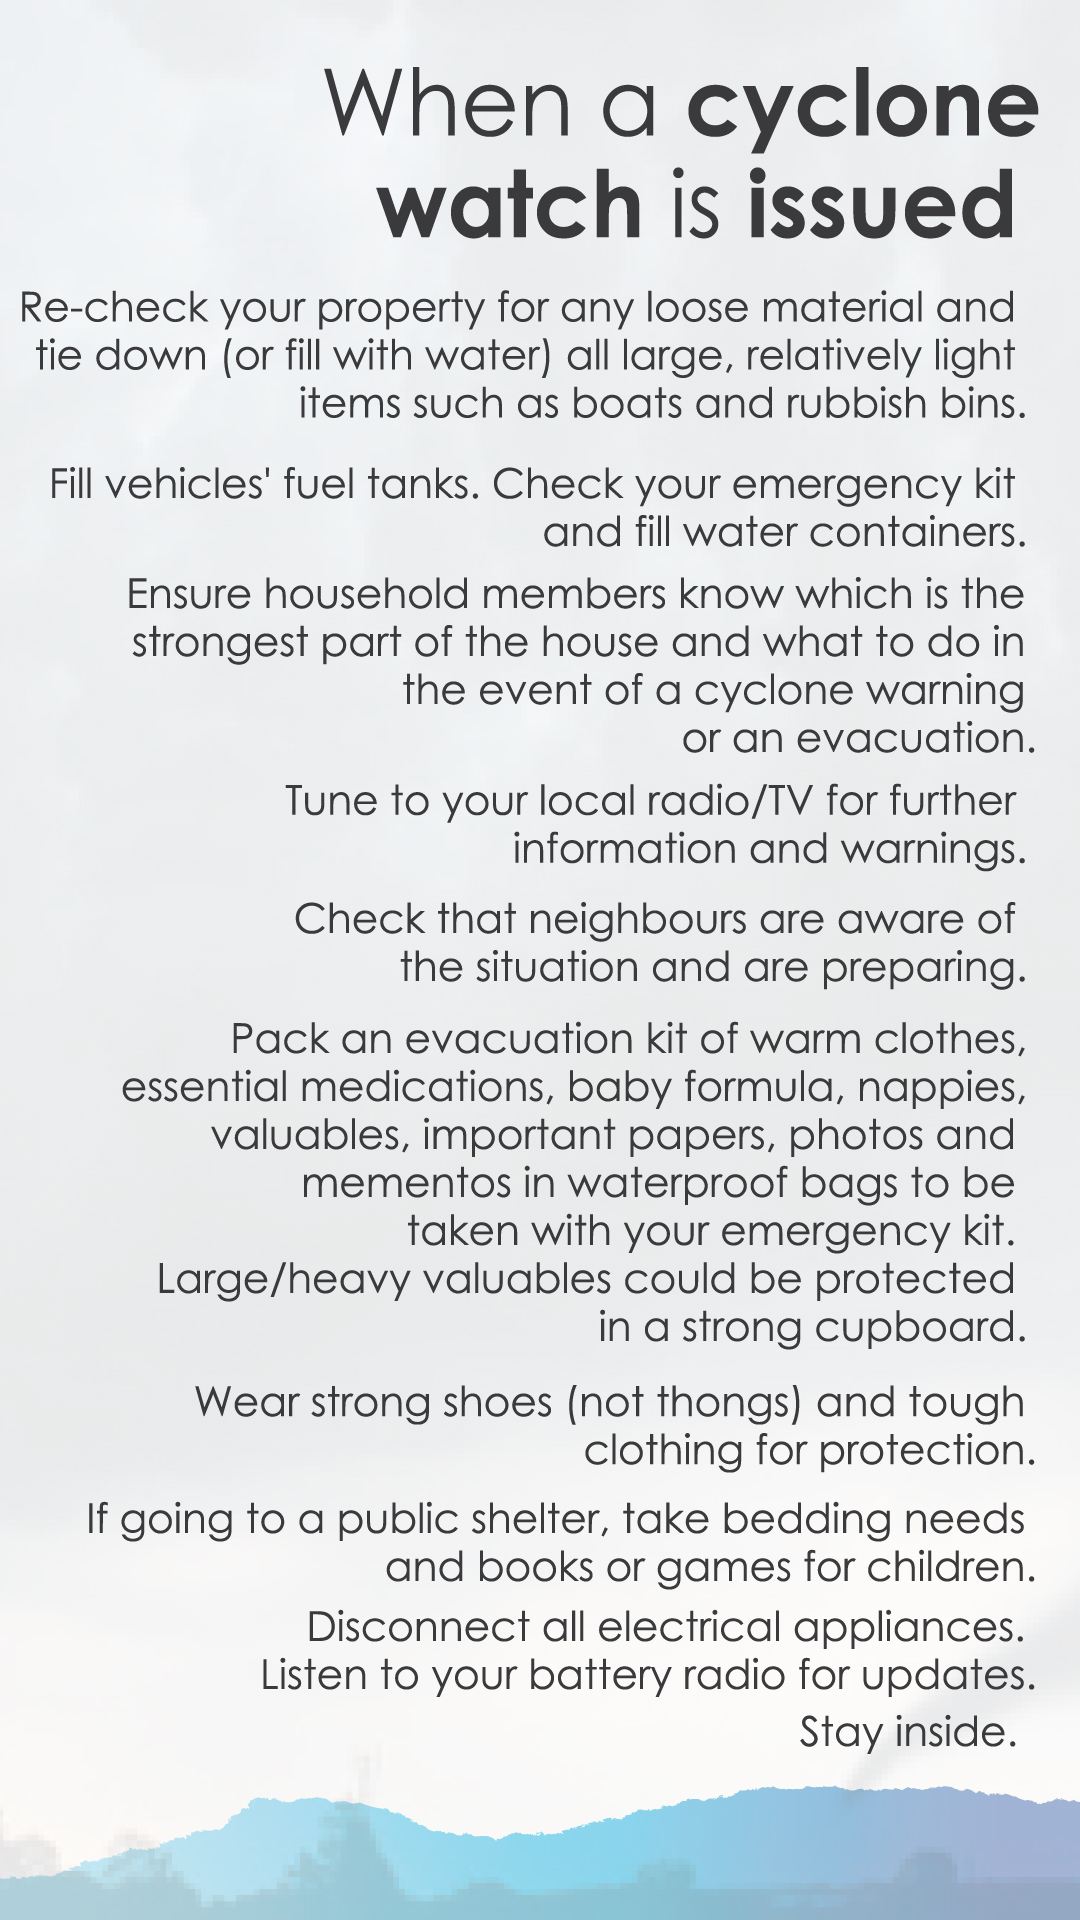 When a cyclone
watch is issued
Re-check your property for any loose material and
tie down (or fill with water) all large, relatively light
items such as boats and rubbish bins.
Fill vehicles' fuel tanks. Check your emergency kit
and fill water containers.
Ensure household members know which is the
strongest part of the house and what to do in
the event of a cyclone warning
or an evacuation.
Tune to your local radio/TV for further
information and warnings.
Check that neighbours are aware of
the situation and are preparing.
Pack an evacuation kit of warm clothes,
essential medications, baby formula, nappies,
valuables, important papers, photos and
mementos in waterproof bags to be
taken with your emergency kit.
Large/heavy valuables could be protected
in a strong cupboard.
Wear strong shoes (not thongs) and tough
clothing for protection.
If going to a public shelter, take bedding needs
and books or games for children.
Disconnect all electrical appliances.
Listen to your battery radio for updates.
Stay inside.